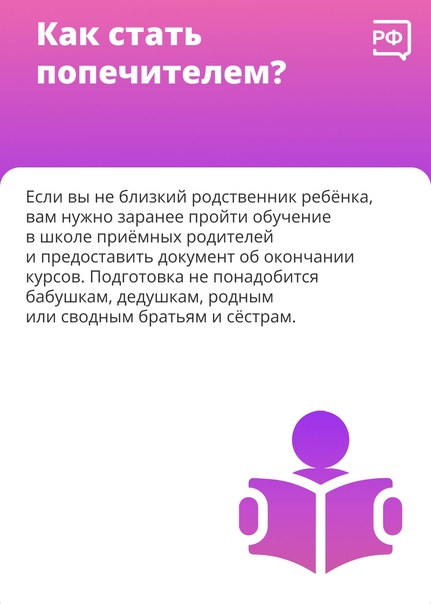 Как стать
попечителем?
РФ
Если вы не близкий родственник ребёнка,
вам нужно заранее пройти обучение
в школе приёмных родителей
и предоставить документ об окончании
курсов. Подготовка не понадобится
бабушкам, дедушкам, родным
или сводным братьям и сёстрам.